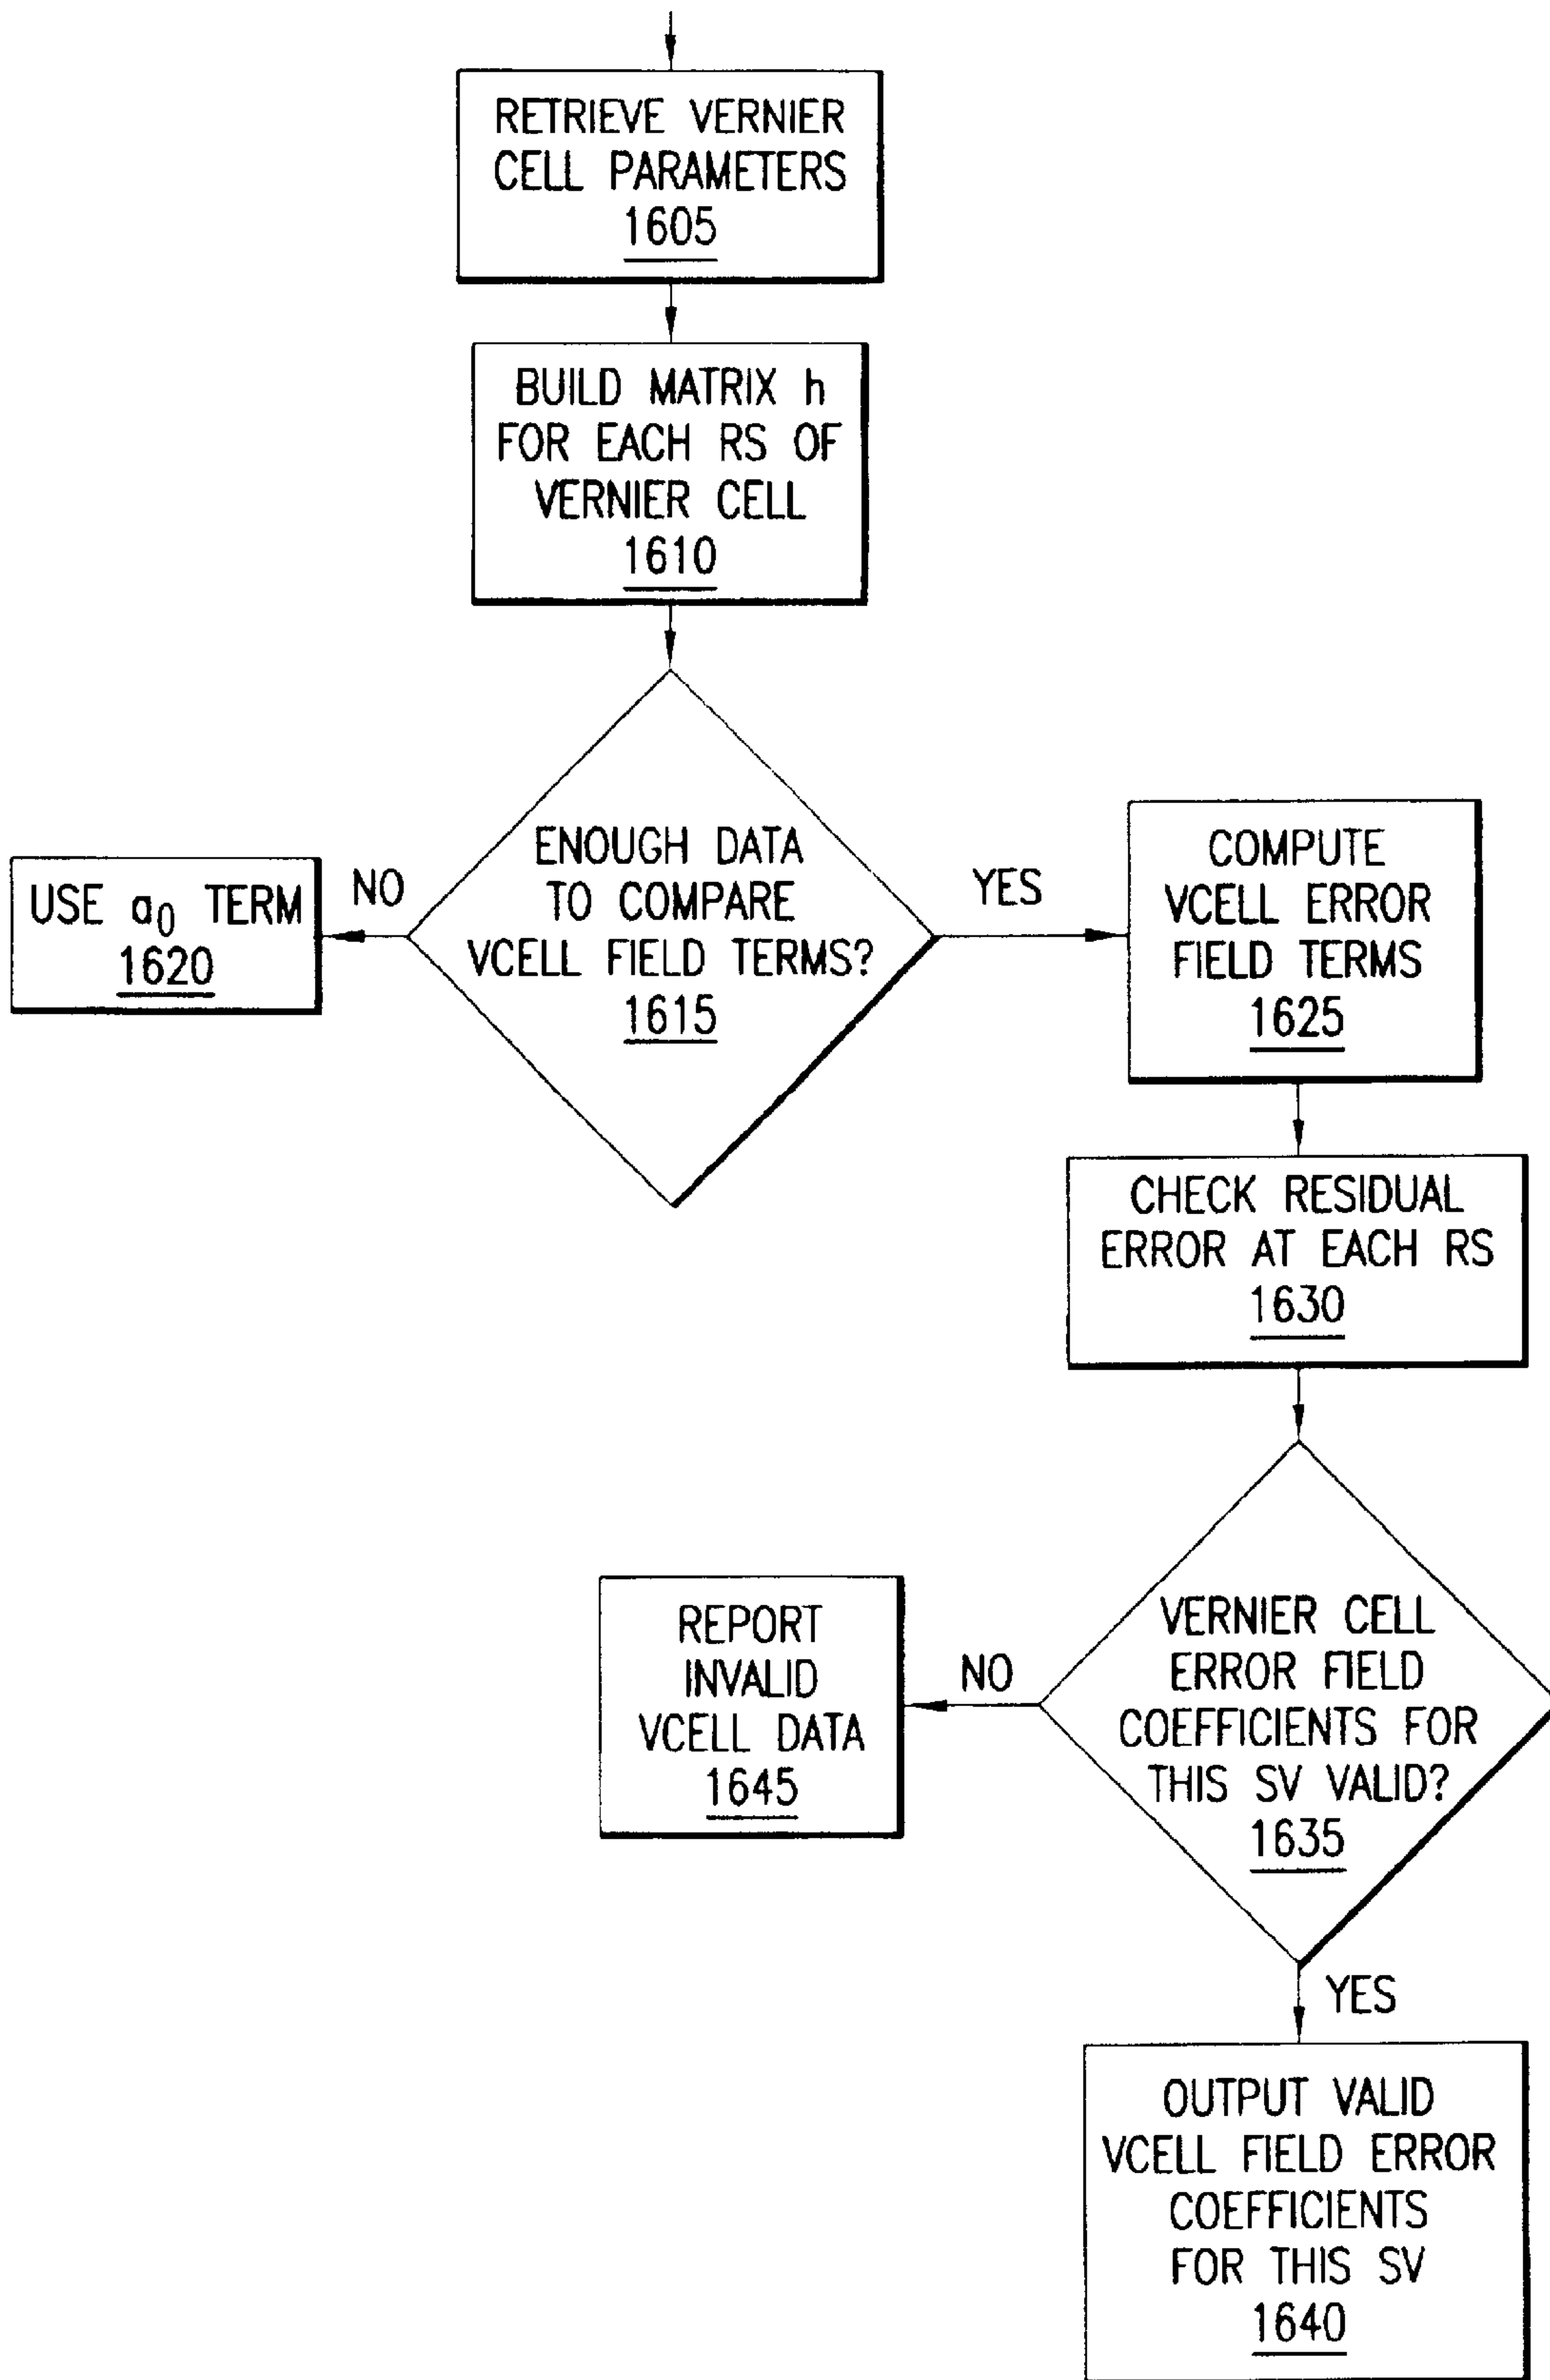 RETRIEVE VERNIER
CELL PARAMETERS
1605
BUILD MATRIX h
FOR EACH RS OF
VERNIER CELL
1610
ENOUGH DATA
TO COMPARE
VCELL FIELD TERMS?
1615
NO
USE a₀ TERM
1620
YES
COMPUTE
VCELL ERROR
FIELD TERMS
1625
CHECK RESIDUAL
ERROR AT EACH RS
1630
VERNIER CELL
ERROR FIELD
COEFFICIENTS FOR
THIS SV VALID?
1635
NO
REPORT
INVALID
VCELL DATA
1645
YES
OUTPUT VALID
VCELL FIELD ERROR
COEFFICIENTS
FOR THIS SV
1640